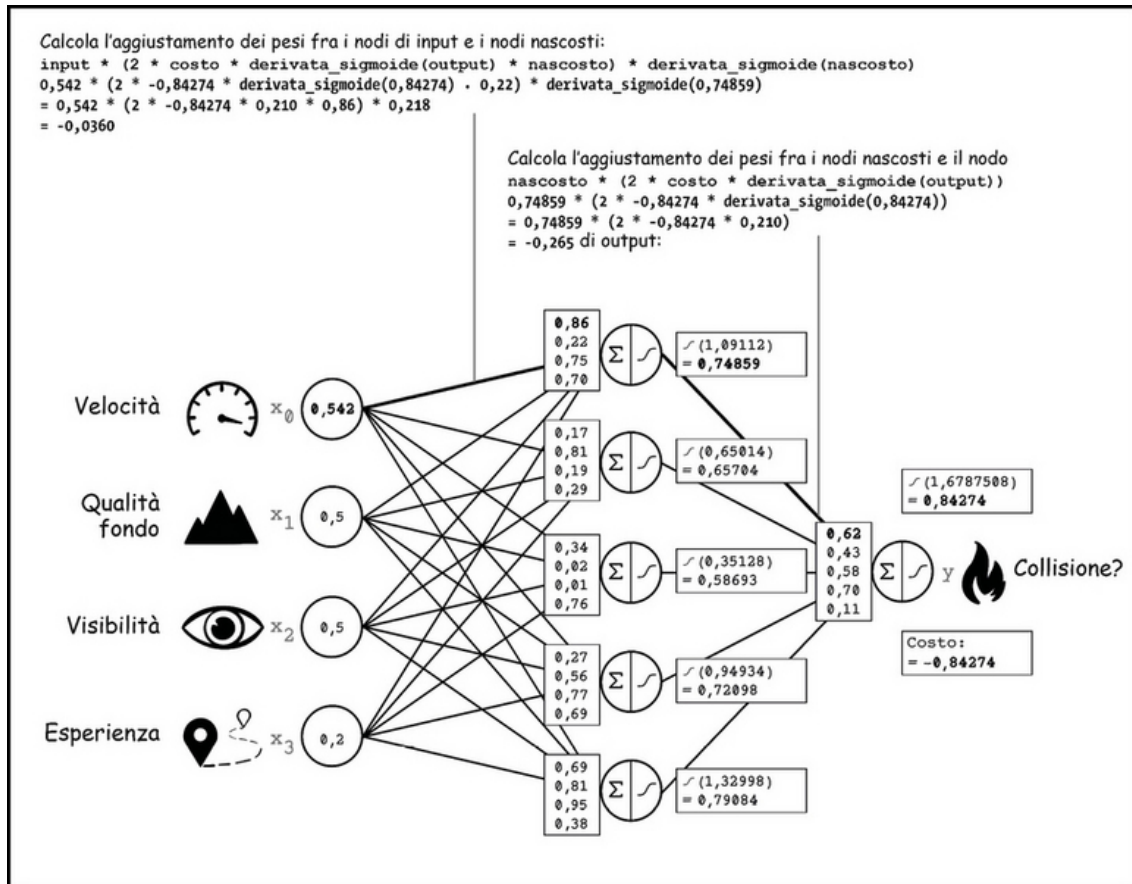 Calcola l'aggiustamento dei pesi fra i nodi di input e i nodi nascosti:
input * (2 * costo * derivata_sigmoide(output) * nascosto) * derivata_sigmoide(nascosto)
0,542 * (2 * -0,84274 * derivata_sigmoide(0,84274) . 0,22) * derivata_sigmoide(0,74859)
= 0,542 * (2 * -0,84274 * 0,210 * 0,86) * 0,218
= -0,0360
Calcola l'aggiustamento dei pesi fra i nodi nascosti e il nodo
nascosto * (2 * costo * derivata_sigmoide(output))
0,74859 * (2 * -0,84274 * derivata_sigmoide(0,84274))
= 0,74859 * (2 * -0,84274 * 0,210)
= -0,265 di output:
Velocità
x0
0,542
Qualità
fondo
x1
0,5
Visibilità
x2
0,5
Esperienza
x3
0,2
0,86
0,22
0,75
0,70
Σ
(1,09112)
= 0,74859
0,17
0,81
0,19
0,29
Σ
(0,65014)
= 0,65704
0,34
0,02
0,01
0,76
Σ
(0,35128)
= 0,58693
0,27
0,56
0,77
0,69
Σ
(0,94934)
= 0,72098
0,69
0,81
0,95
0,38
Σ
(1,32998)
= 0,79084
0,62
0,43
0,58
0,70
0,11
Σ
(1,6787508)
= 0,84274
y
Collisione?
Costo:
= -0,84274